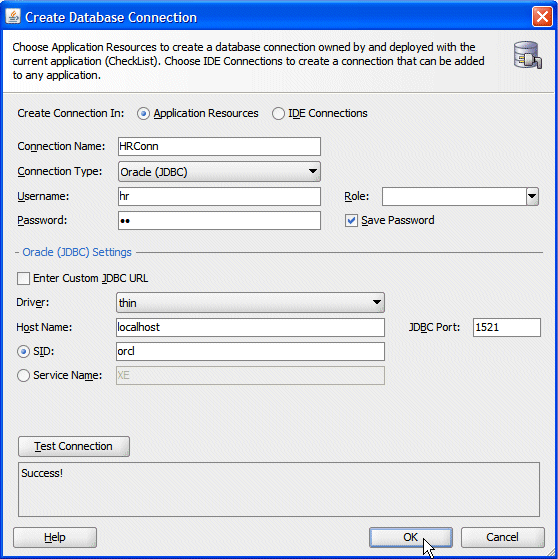 Create Database Connection
Choose Application Resources to create a database connection owned by and deployed with the
current application (CheckList). Choose IDE Connections to create a connection that can be added
to any application.
Create Connection In: Application Resources IDE Connections
Connection Name: HRConn
Connection Type: Oracle (JDBC)
Username: hr Role:
Password: •• Save Password
Oracle (JDBC) Settings
Enter Custom JDBC URL
Driver: thin
Host Name: localhost JDBC Port: 1521
SID: orcl
Service Name: XE
Test Connection
Success!
Help OK Cancel